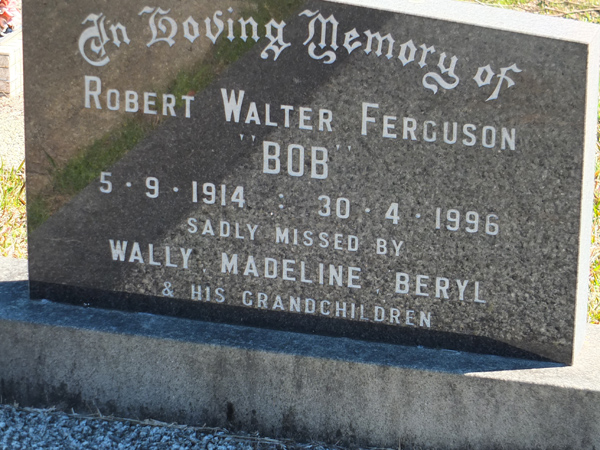 In Loving Memory of
ROBERT WALTER FERGUSON
"BOB"
5·9·1914 : 30·4·1996
SADLY MISSED BY
WALLY MADELINE BERYL
& HIS GRANDCHILDREN